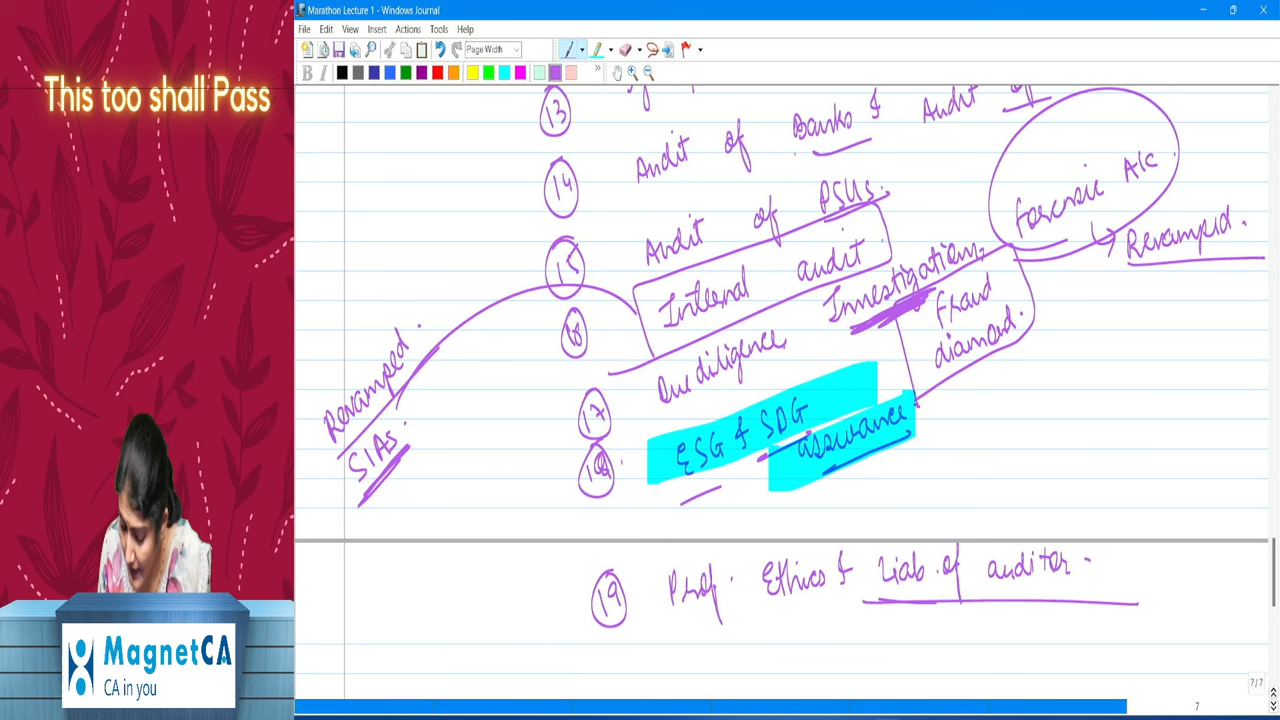 Marathon Lecture 1 - Windows Journal
File Edit View Insert Actions Tools Help
Page Width
B I
This too shall Pass
13
Audit of Banks & Audit of
14
Audit of PSUs.
15
Internal audit
16
Due diligence, Investigations,
Forensic A/c
Revamped.
Fraud
diamond.
17
ESG & SDG
assurance
18
Revamped.
SIAs.
19 Prof. Ethics & Liab. of auditor
MagnetCA
CA in you
7/7
7